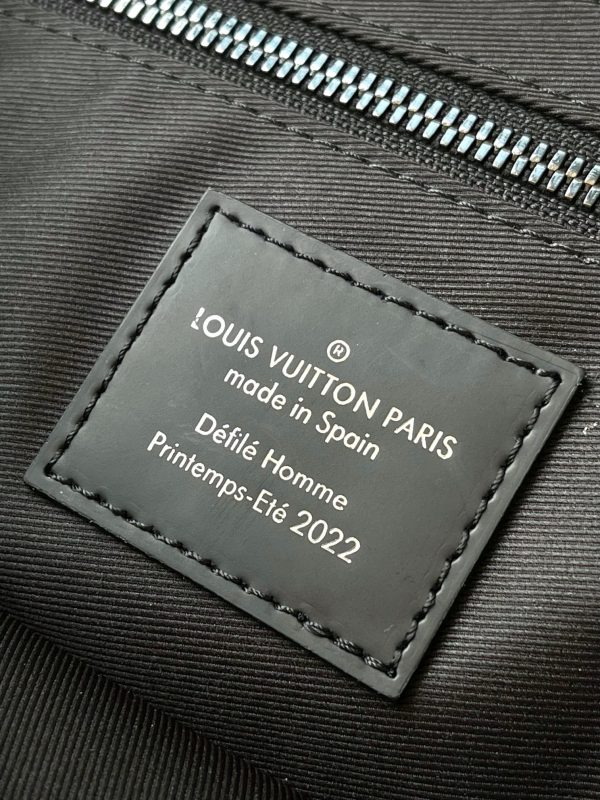 ®
LOUIS VUITTON PARIS
made in Spain
Défilé Homme
Printemps-Eté 2022